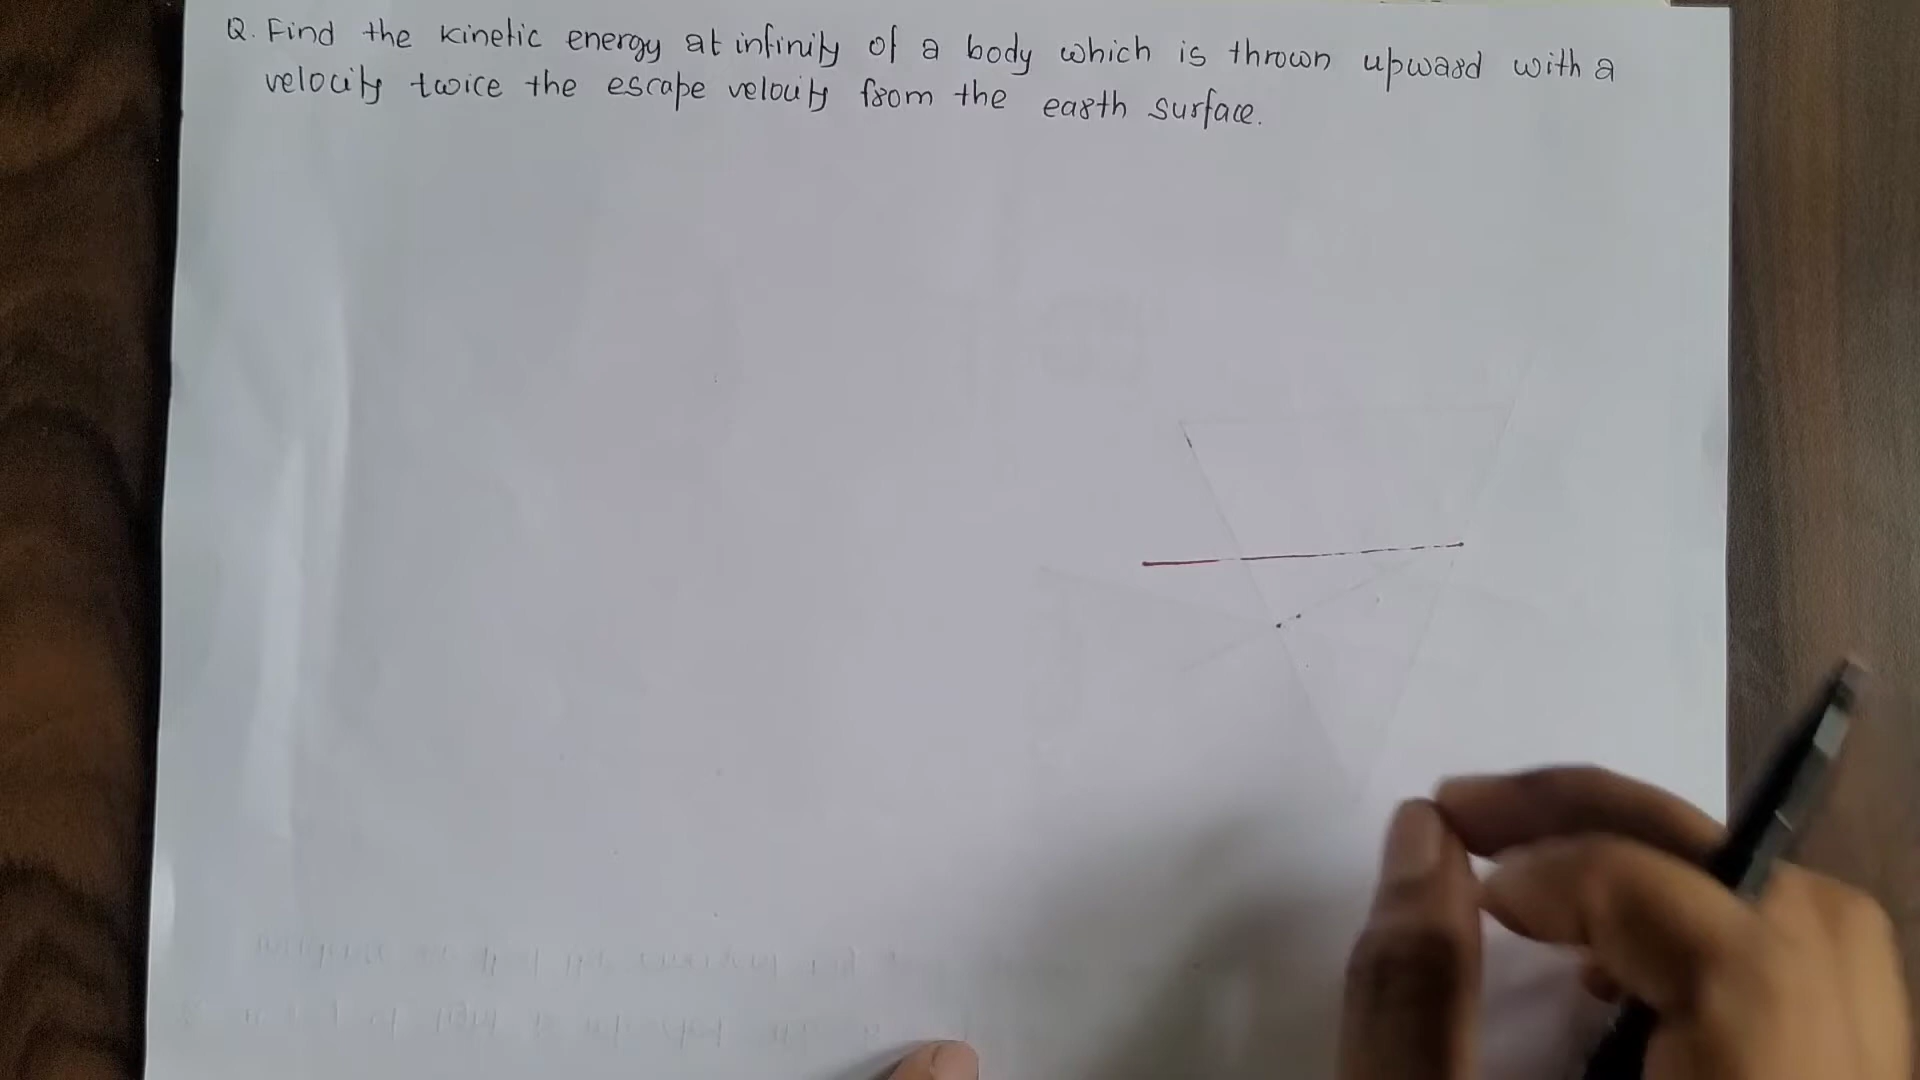 Q. Find the kinetic energy at infinity of a body which is thrown upward with a
velocity twice the escape velocity from the earth surface.